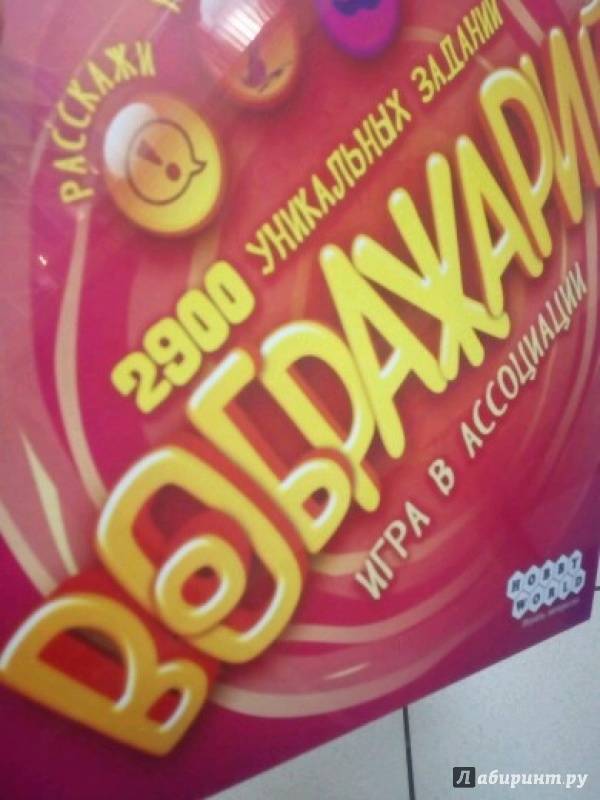 РАССКАЖИ
2900 УНИКАЛЬНЫХ ЗАДАНИЙ
ВООБРАЖАРИ
ИГРА В АССОЦИАЦИИ
HOBBY
WORLD
Лабиринт.ру